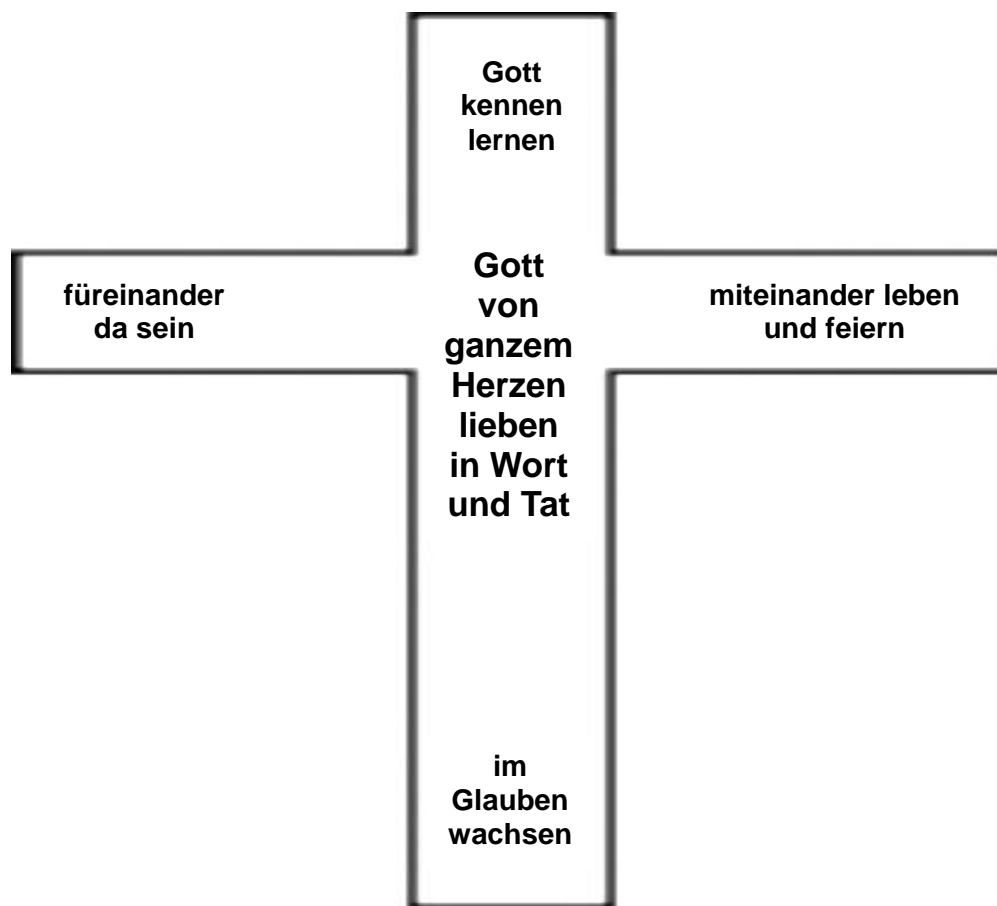 Gott
kennen
lernen
füreinander
da sein
Gott
von
ganzem
Herzen
lieben
in Wort
und Tat
miteinander leben
und feiern
im
Glauben
wachsen